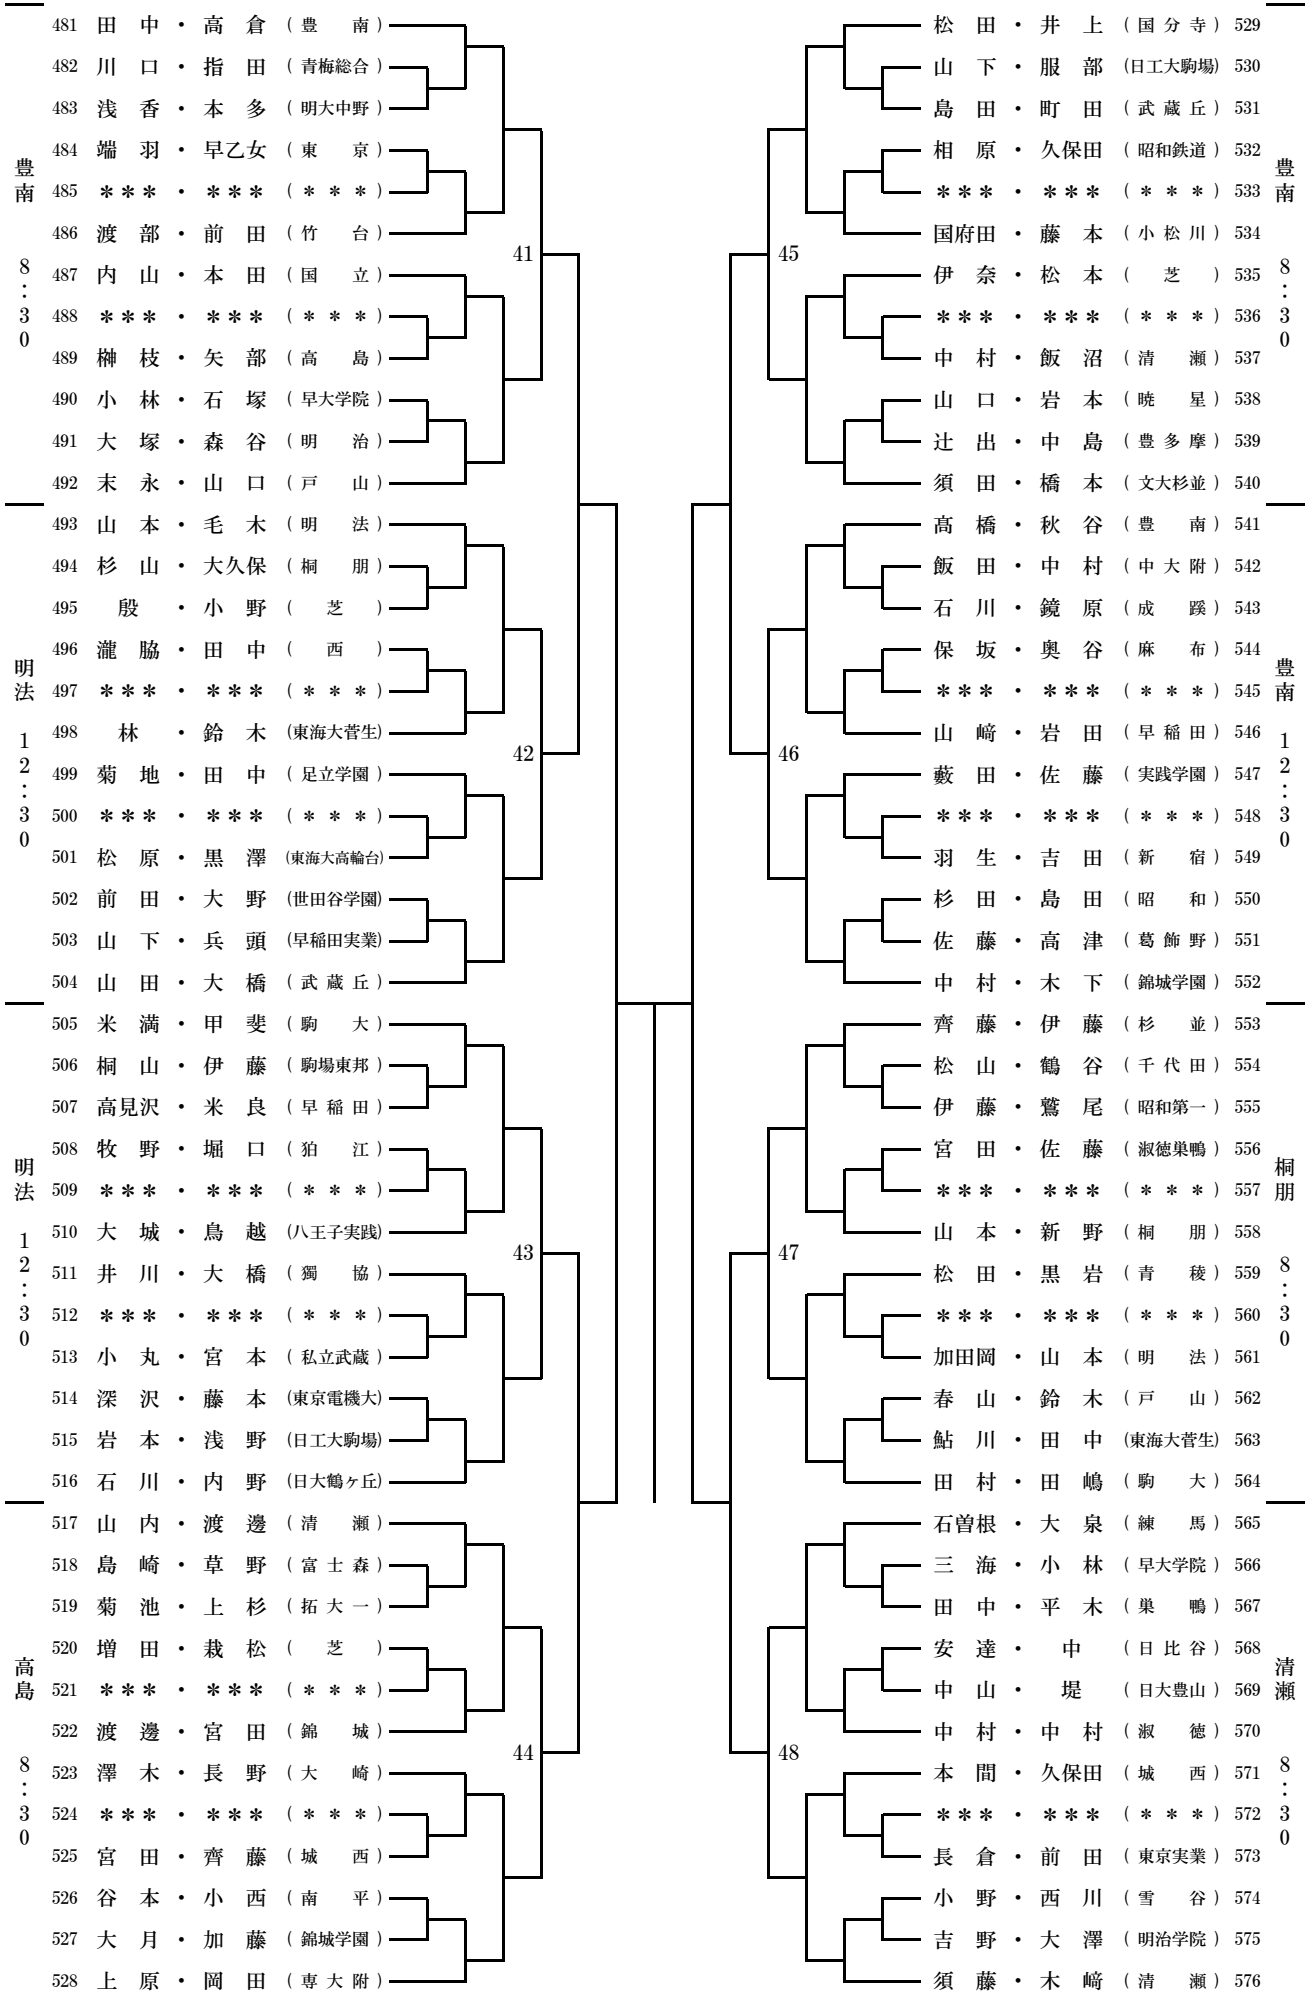 豊南 8:30
481 田中・高倉 (豊南)
482 川口・指田 (青梅総合)
483 浅香・本多 (明大中野)
484 端羽・早乙女 (東京)
485 ***・*** (***)
486 渡部・前田 (竹台)
487 内山・本田 (国立)
488 ***・*** (***)
489 榊枝・矢部 (高島)
490 小林・石塚 (早大学院)
491 大塚・森谷 (明治)
492 末永・山口 (戸山)
41
明法 12:30
493 山本・毛木 (明法)
494 杉山・大久保 (桐朋)
495 殷・小野 (芝)
496 瀧脇・田中 (西)
497 ***・*** (***)
498 林・鈴木 (東海大菅生)
499 菊地・田中 (足立学園)
500 ***・*** (***)
501 松原・黒澤 (東海大高輪台)
502 前田・大野 (世田谷学園)
503 山下・兵頭 (早稲田実業)
504 山田・大橋 (武蔵丘)
42
明法 12:30
505 米満・甲斐 (駒大)
506 桐山・伊藤 (駒場東邦)
507 高見沢・米良 (早稲田)
508 牧野・堀口 (狛江)
509 ***・*** (***)
510 大城・鳥越 (八王子実践)
511 井川・大橋 (獨協)
512 ***・*** (***)
513 小丸・宮本 (私立武蔵)
514 深沢・藤本 (東京電機大)
515 岩本・浅野 (日工大駒場)
516 石川・内野 (日大鶴ヶ丘)
43
高島 8:30
517 山内・渡邊 (清瀬)
518 島崎・草野 (富士森)
519 菊池・上杉 (拓大一)
520 増田・栽松 (芝)
521 ***・*** (***)
522 渡邊・宮田 (錦城)
523 澤木・長野 (大崎)
524 ***・*** (***)
525 宮田・齊藤 (城西)
526 谷本・小西 (南平)
527 大月・加藤 (錦城学園)
528 上原・岡田 (専大附)
44
豊南 8:30
松田・井上 (国分寺) 529
山下・服部 (日工大駒場) 530
島田・町田 (武蔵丘) 531
相原・久保田 (昭和鉄道) 532
***・*** (***) 533
国府田・藤本 (小松川) 534
伊奈・松本 (芝) 535
***・*** (***) 536
中村・飯沼 (清瀬) 537
山口・岩本 (暁星) 538
辻出・中島 (豊多摩) 539
須田・橋本 (文大杉並) 540
45
豊南 12:30
髙橋・秋谷 (豊南) 541
飯田・中村 (中大附) 542
石川・鏡原 (成蹊) 543
保坂・奥谷 (麻布) 544
***・*** (***) 545
山﨑・岩田 (早稲田) 546
藪田・佐藤 (実践学園) 547
***・*** (***) 548
羽生・吉田 (新宿) 549
杉田・島田 (昭和) 550
佐藤・高津 (葛飾野) 551
中村・木下 (錦城学園) 552
46
桐朋 8:30
齊藤・伊藤 (杉並) 553
松山・鶴谷 (千代田) 554
伊藤・鷲尾 (昭和第一) 555
宮田・佐藤 (淑徳巣鴨) 556
***・*** (***) 557
山本・新野 (桐朋) 558
松田・黒岩 (青稜) 559
***・*** (***) 560
加田岡・山本 (明法) 561
春山・鈴木 (戸山) 562
鮎川・田中 (東海大菅生) 563
田村・田嶋 (駒大) 564
47
清瀬 8:30
石曽根・大泉 (練馬) 565
三海・小林 (早大学院) 566
田中・平木 (巣鴨) 567
安達・中 (日比谷) 568
中山・堤 (日大豊山) 569
中村・中村 (淑徳) 570
本間・久保田 (城西) 571
***・*** (***) 572
長倉・前田 (東京実業) 573
小野・西川 (雪谷) 574
吉野・大澤 (明治学院) 575
須藤・木﨑 (清瀬) 576
48